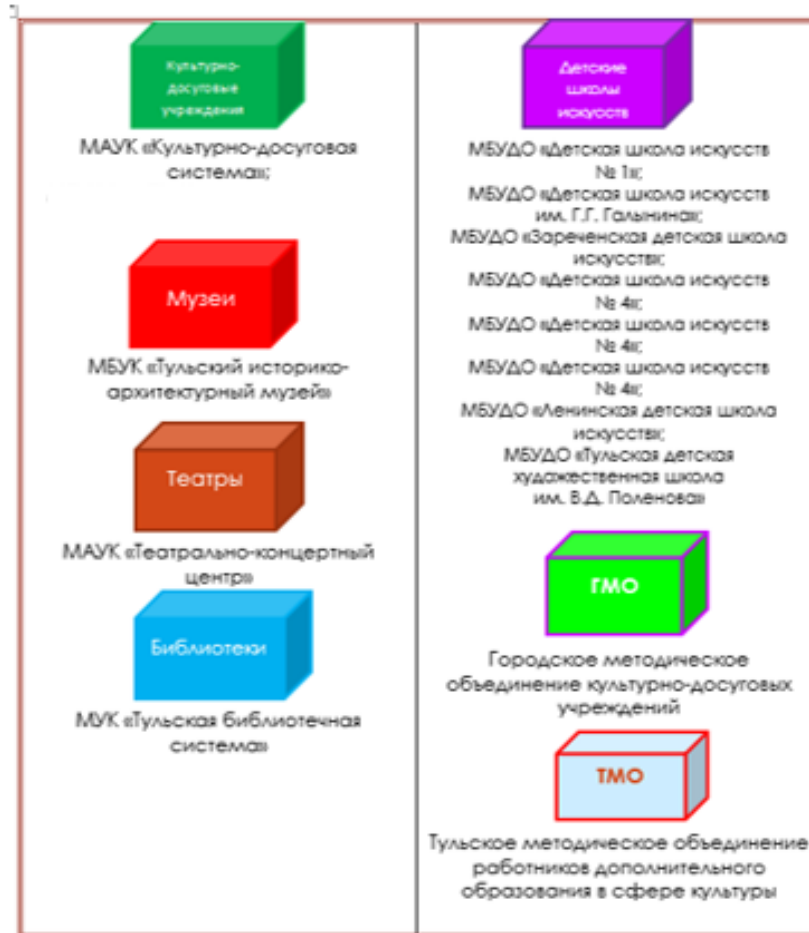 Культурно-
досуговые
учреждения
МАУК «Культурно-досуговая
система»;
Музеи
МБУК «Тульский историко-
архитектурный музей»
Театры
МАУК «Театрально-концертный
центр»
Библиотеки
МУК «Тульская библиотечная
система»
Детские
школы
искусств
МБУДО «Детская школа искусств
№ 1»;
МБУДО «Детская школа искусств
им. Г.Г. Галынина»;
МБУДО «Зареченская детская школа
искусств»;
МБУДО «Детская школа искусств
№ 4»;
МБУДО «Детская школа искусств
№ 4»;
МБУДО «Детская школа искусств
№ 4»;
МБУДО «Ленинская детская школа
искусств»;
МБУДО «Тульская детская
художественная школа
им. В.Д. Поленова»
ГМО
Городское методическое
объединение культурно-досуговых
учреждений
ТМО
Тульское методическое объединение
работников дополнительного
образования в сфере культуры